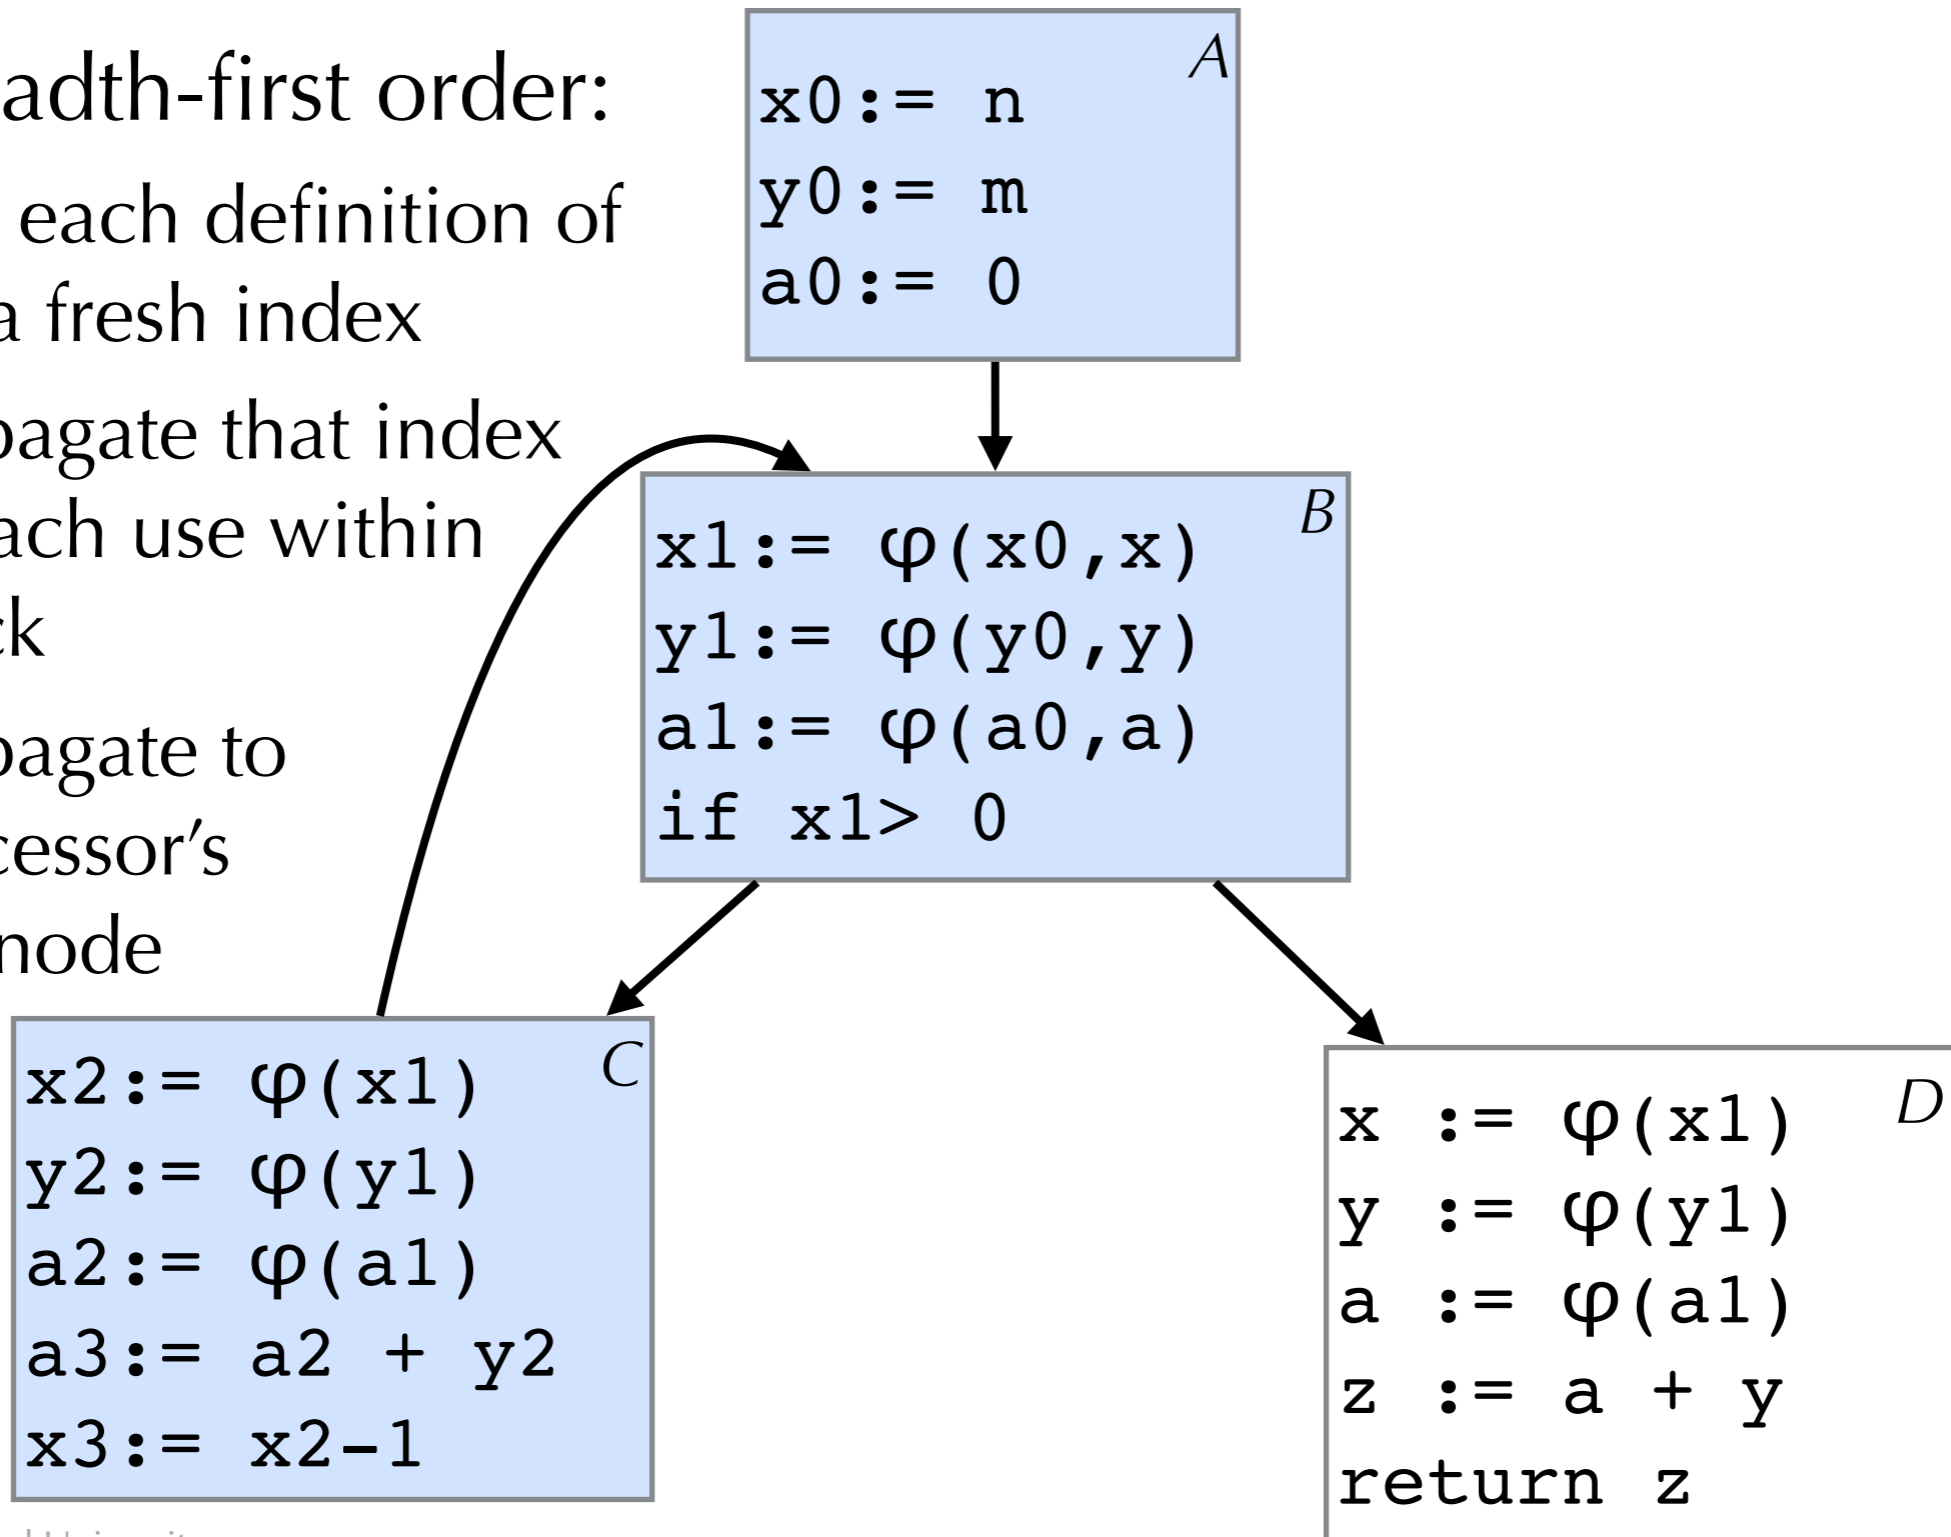 adth-first order:
each definition of
a fresh index
pagate that index
ach use within
ck
pagate to
cessor's
node
A
x0:= n
y0:= m
a0:= 0
B
x1:= φ(x0,x)
y1:= φ(y0,y)
a1:= φ(a0,a)
if x1> 0
C
x2:= φ(x1)
y2:= φ(y1)
a2:= φ(a1)
a3:= a2 + y2
x3:= x2-1
D
x := φ(x1)
y := φ(y1)
a := φ(a1)
z := a + y
return z